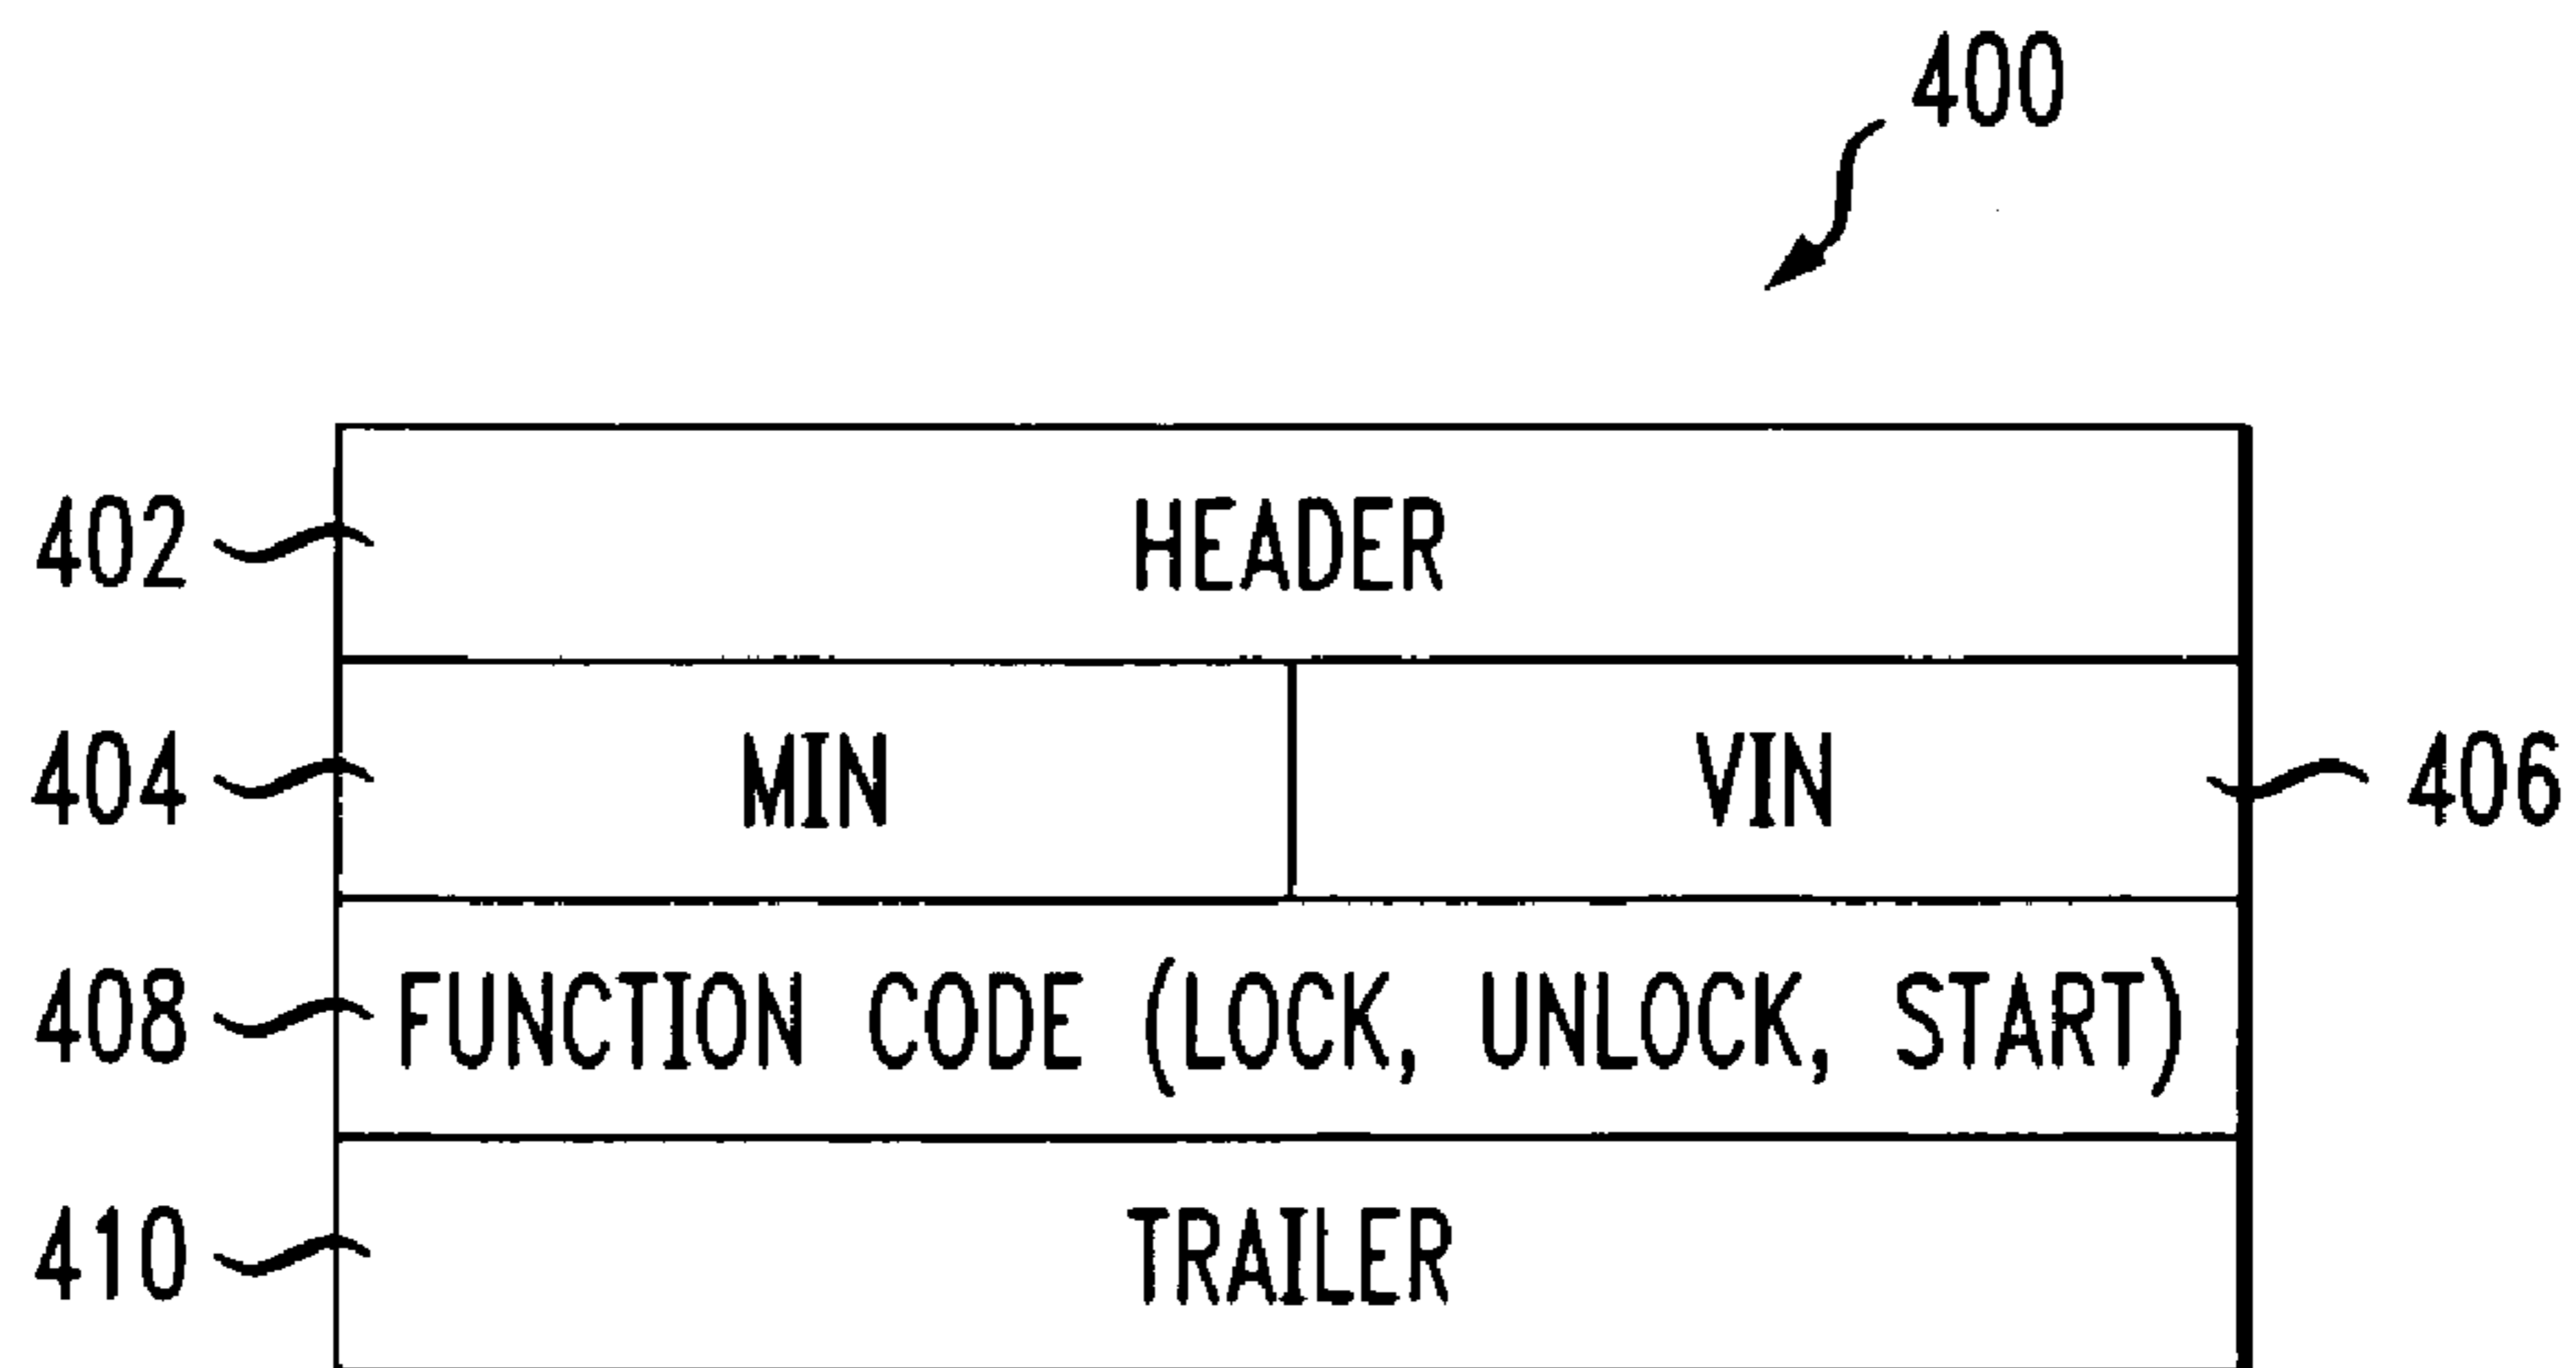 400
402 HEADER
404 MIN VIN 406
408 FUNCTION CODE (LOCK, UNLOCK, START)
410 TRAILER